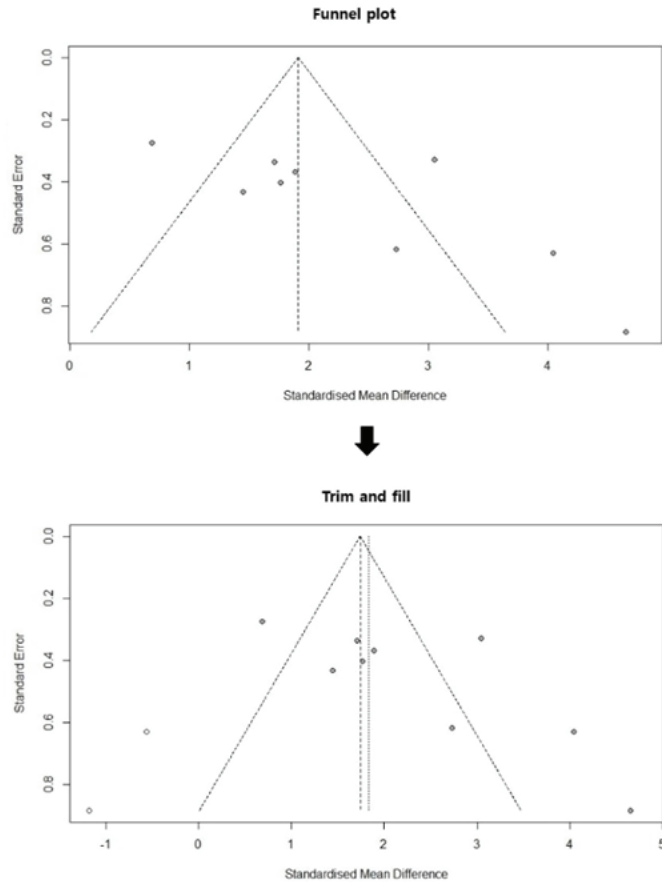 Funnel plot
0.0
0.2
0.4
0.6
0.8
Standard Error
0 1 2 3 4
Standardised Mean Difference
Trim and fill
0.0
0.2
0.4
0.6
0.8
Standard Error
-1 0 1 2 3 4 5
Standardised Mean Difference